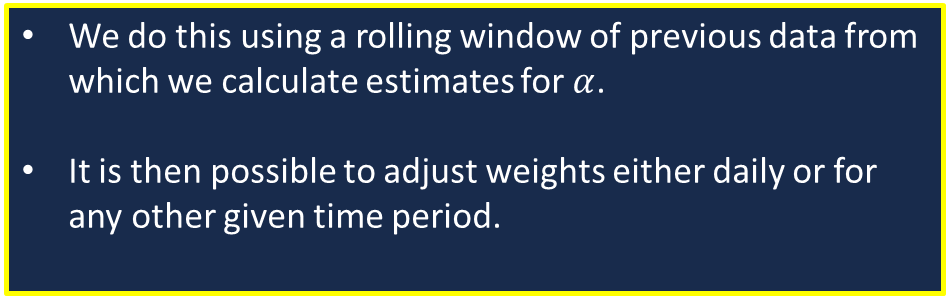 • We do this using a rolling window of previous data from
which we calculate estimates for α.
• It is then possible to adjust weights either daily or for
any other given time period.